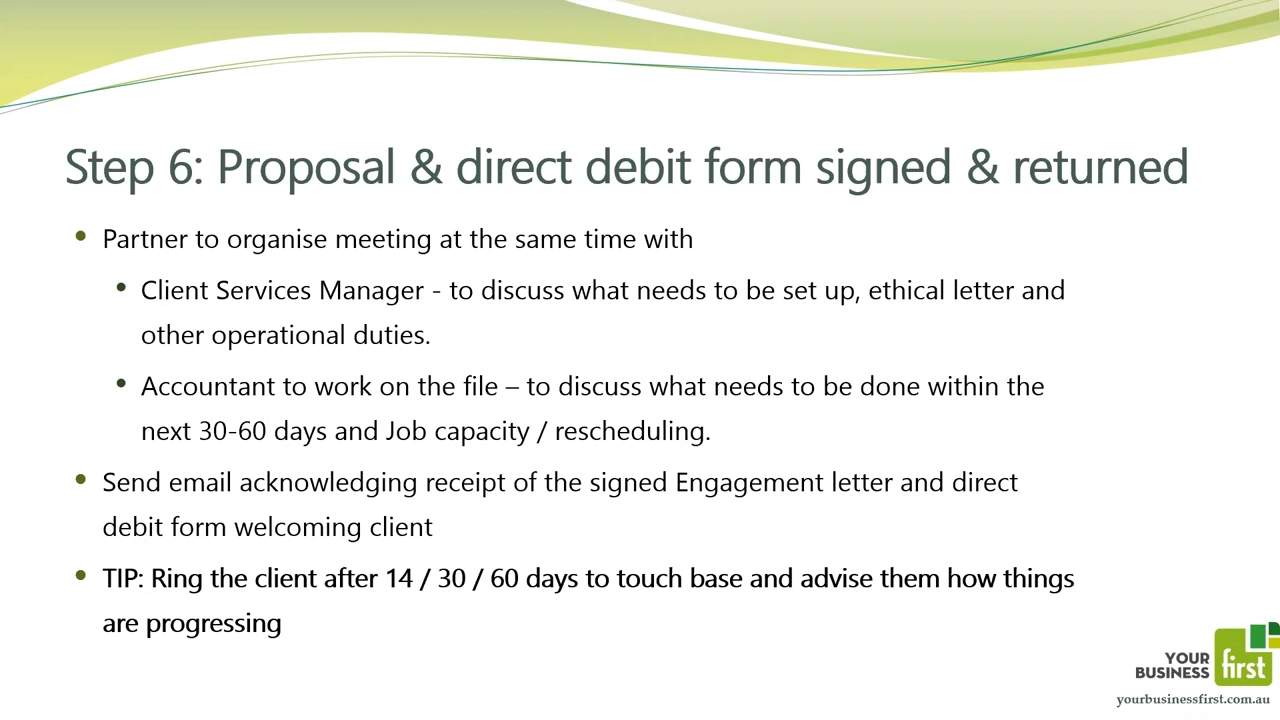 Step 6: Proposal & direct debit form signed & returned
• Partner to organise meeting at the same time with
• Client Services Manager - to discuss what needs to be set up, ethical letter and
other operational duties.
• Accountant to work on the file – to discuss what needs to be done within the
next 30-60 days and Job capacity / rescheduling.
• Send email acknowledging receipt of the signed Engagement letter and direct
debit form welcoming client
• TIP: Ring the client after 14 / 30 / 60 days to touch base and advise them how things
are progressing
YOUR
BUSINESS first
yourbusinessfirst.com.au